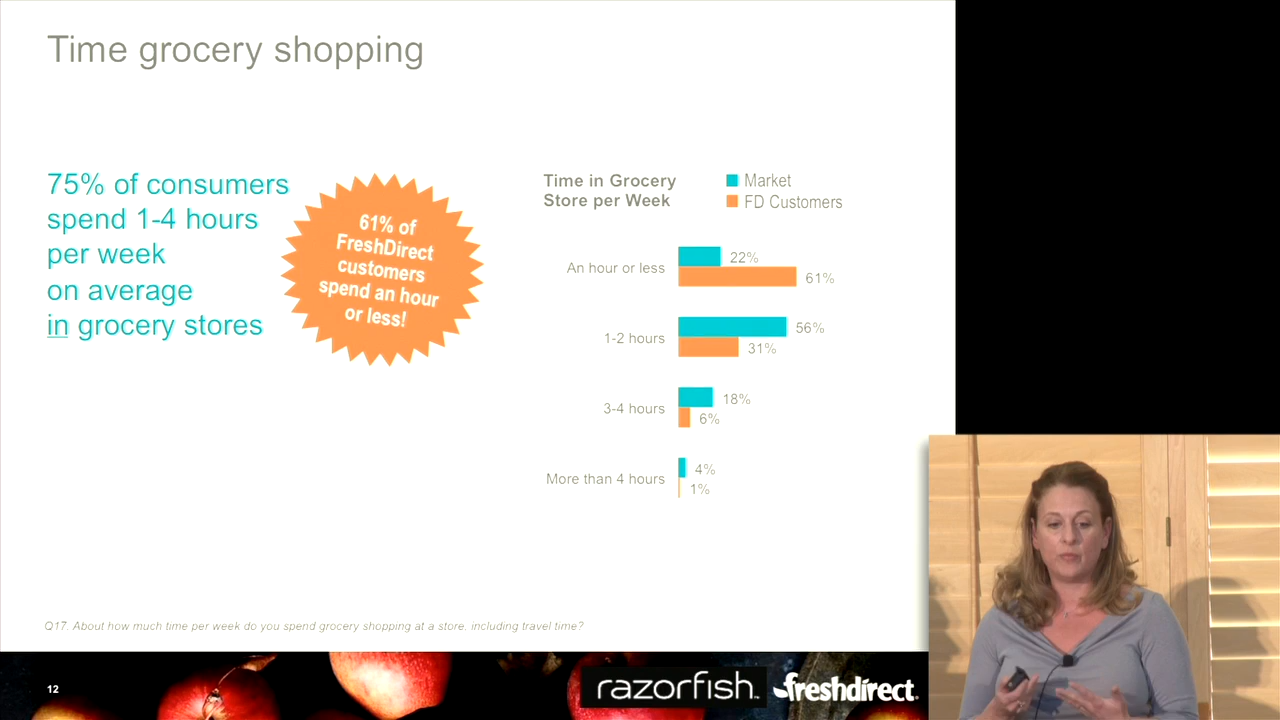 Time grocery shopping
75% of consumers
spend 1-4 hours
per week
on average
in grocery stores
61% of
FreshDirect
customers
spend an hour
or less!
Time in Grocery
Store per Week
Market
FD Customers
An hour or less
22%
61%
1-2 hours
56%
31%
3-4 hours
18%
6%
More than 4 hours
4%
1%
Q17. About how much time per week do you spend grocery shopping at a store, including travel time?
12
razorfish™
freshdirect.